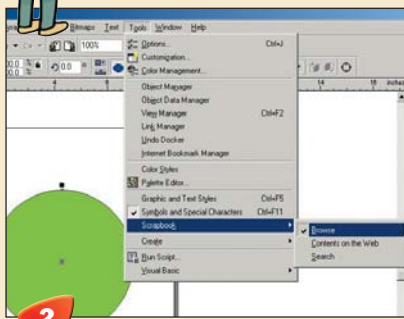 Bitmaps Text Tools Window Help
100%
Options... Ctrl+J
Customization...
Color Management...
Object Manager
Object Data Manager
View Manager Ctrl+F2
Link Manager
Undo Docker
Internet Bookmark Manager
Color Styles
Palette Editor...
Graphic and Text Styles Ctrl+F5
Symbols and Special Characters Ctrl+F11
Scrapbook
Browse
Create
Contents on the Web
Run Script...
Search
Visual Basic
2